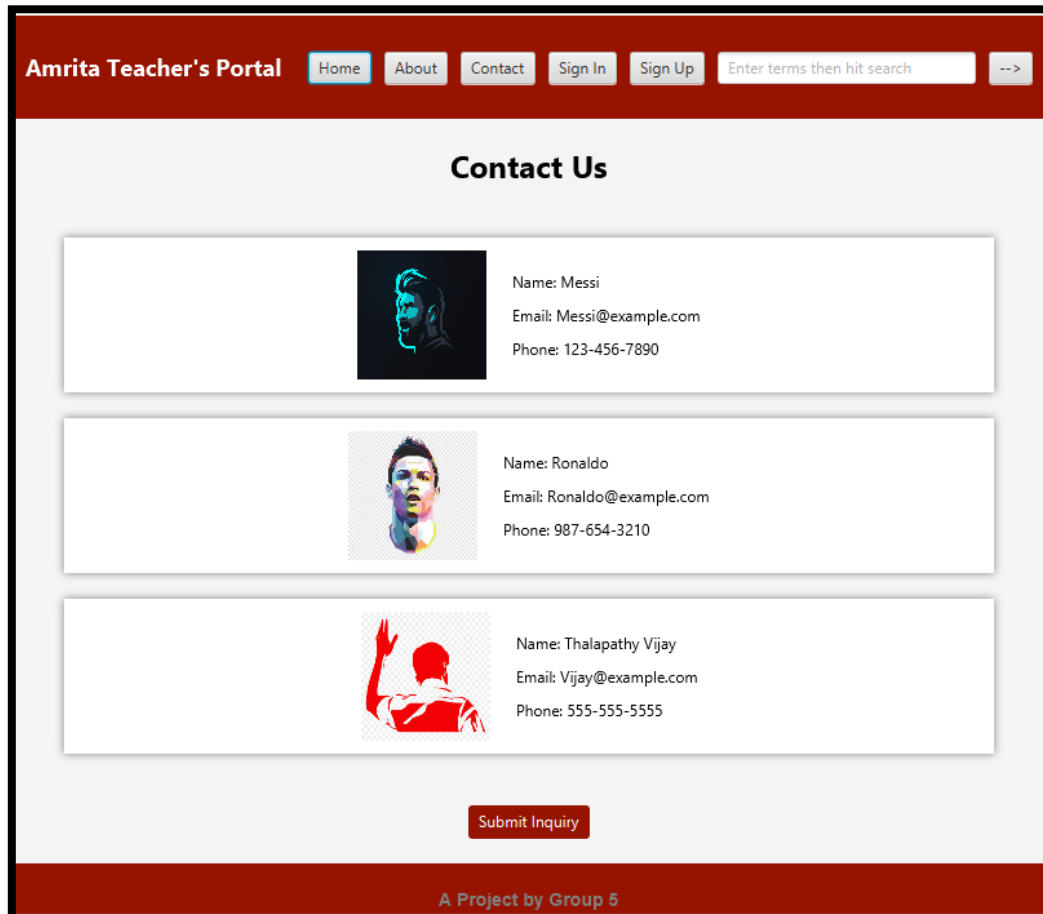 Amrita Teacher's Portal Home About Contact Sign In Sign Up Enter terms then hit search -->
Contact Us
Name: Messi
Email: Messi@example.com
Phone: 123-456-7890
Name: Ronaldo
Email: Ronaldo@example.com
Phone: 987-654-3210
Name: Thalapathy Vijay
Email: Vijay@example.com
Phone: 555-555-5555
Submit Inquiry
A Project by Group 5